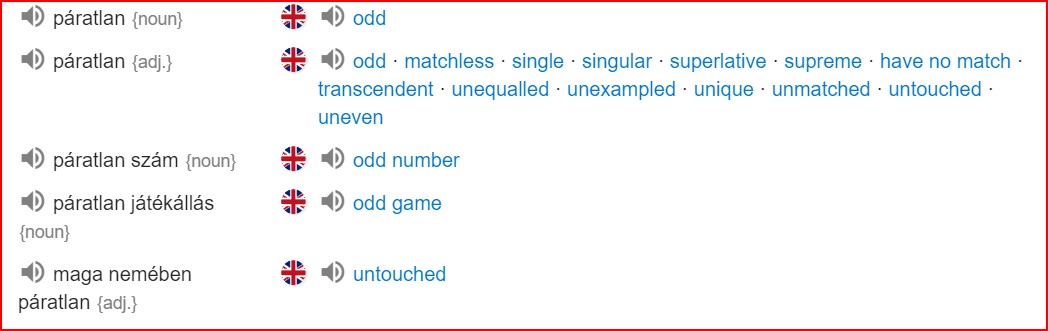 páratlan {noun} odd
páratlan {adj.} odd · matchless · single · singular · superlative · supreme · have no match ·
transcendent · unequalled · unexampled · unique · unmatched · untouched ·
uneven
páratlan szám {noun} odd number
páratlan játékállás odd game
{noun}
maga nemében untouched
páratlan {adj.}